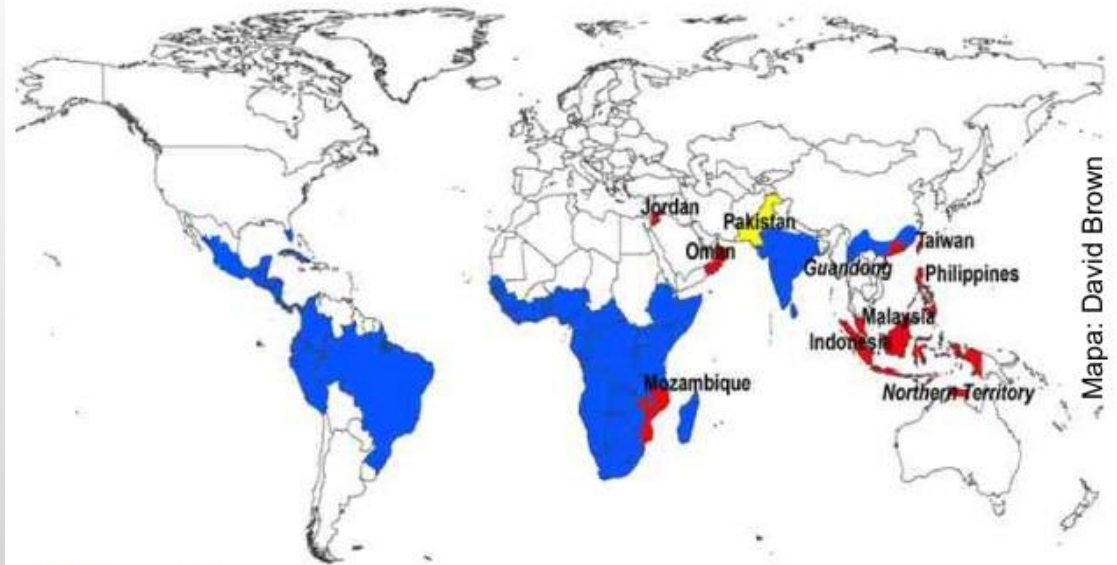 Jordan
Pakistan
Oman
Taiwan
Guandong
Philippines
Malaysia
Indonesia
Mozambique
Northern Territory
Mapa: David Brown